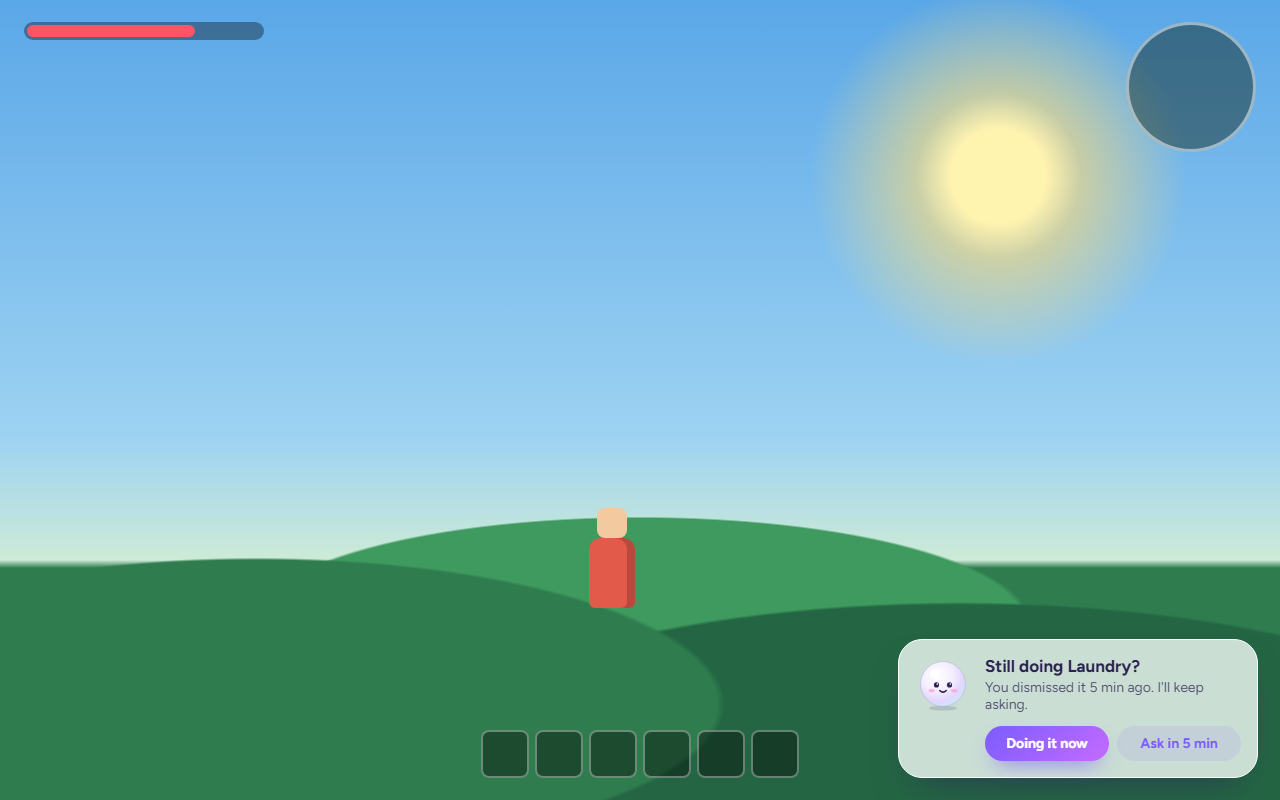 Still doing Laundry?
You dismissed it 5 min ago. I'll keep
asking.
Doing it now
Ask in 5 min